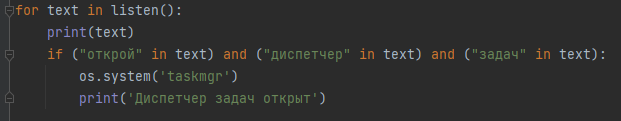 for text in listen():
    print(text)
    if ("открой" in text) and ("диспетчер" in text) and ("задач" in text):
        os.system('taskmgr')
        print('Диспетчер задач открыт')